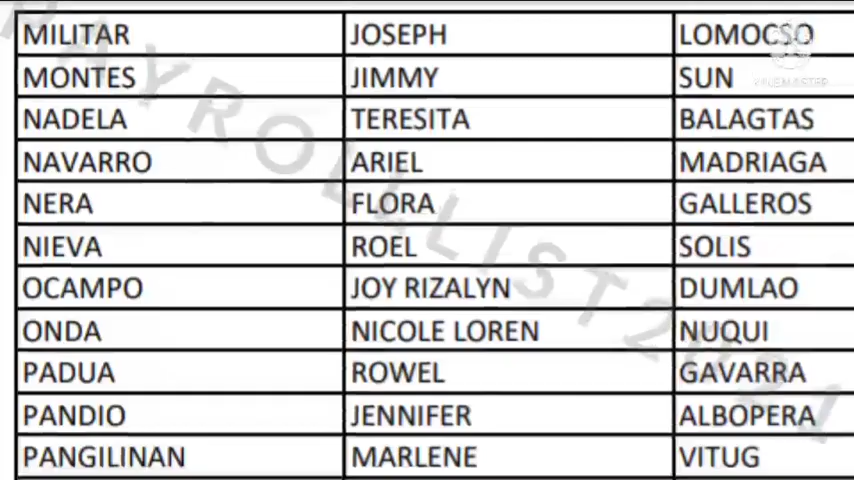 MILITAR JOSEPH LOMOCSO
MONTES JIMMY SUN
NADELA TERESITA BALAGTAS
NAVARRO ARIEL MADRIAGA
NERA FLORA GALLEROS
NIEVA ROEL SOLIS
OCAMPO JOY RIZALYN DUMLAO
ONDA NICOLE LOREN NUQUI
PADUA ROWEL GAVARRA
PANDIO JENNIFER ALBOPERA
PANGILINAN MARLENE VITUG
PAYROLLLIST2021